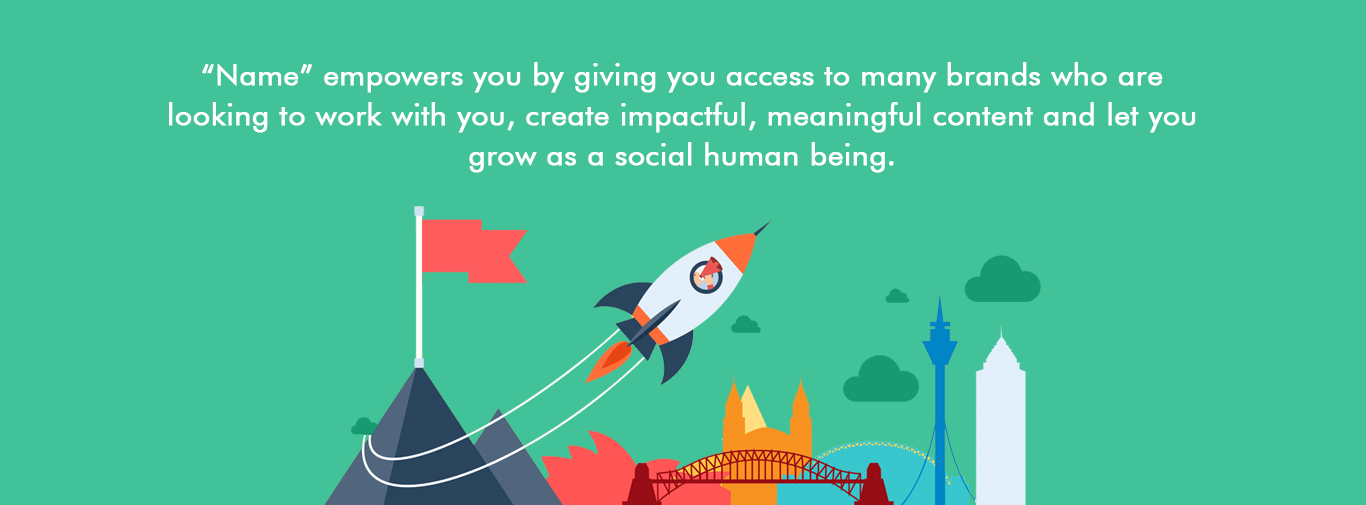 “Name” empowers you by giving you access to many brands who are
looking to work with you, create impactful, meaningful content and let you
grow as a social human being.